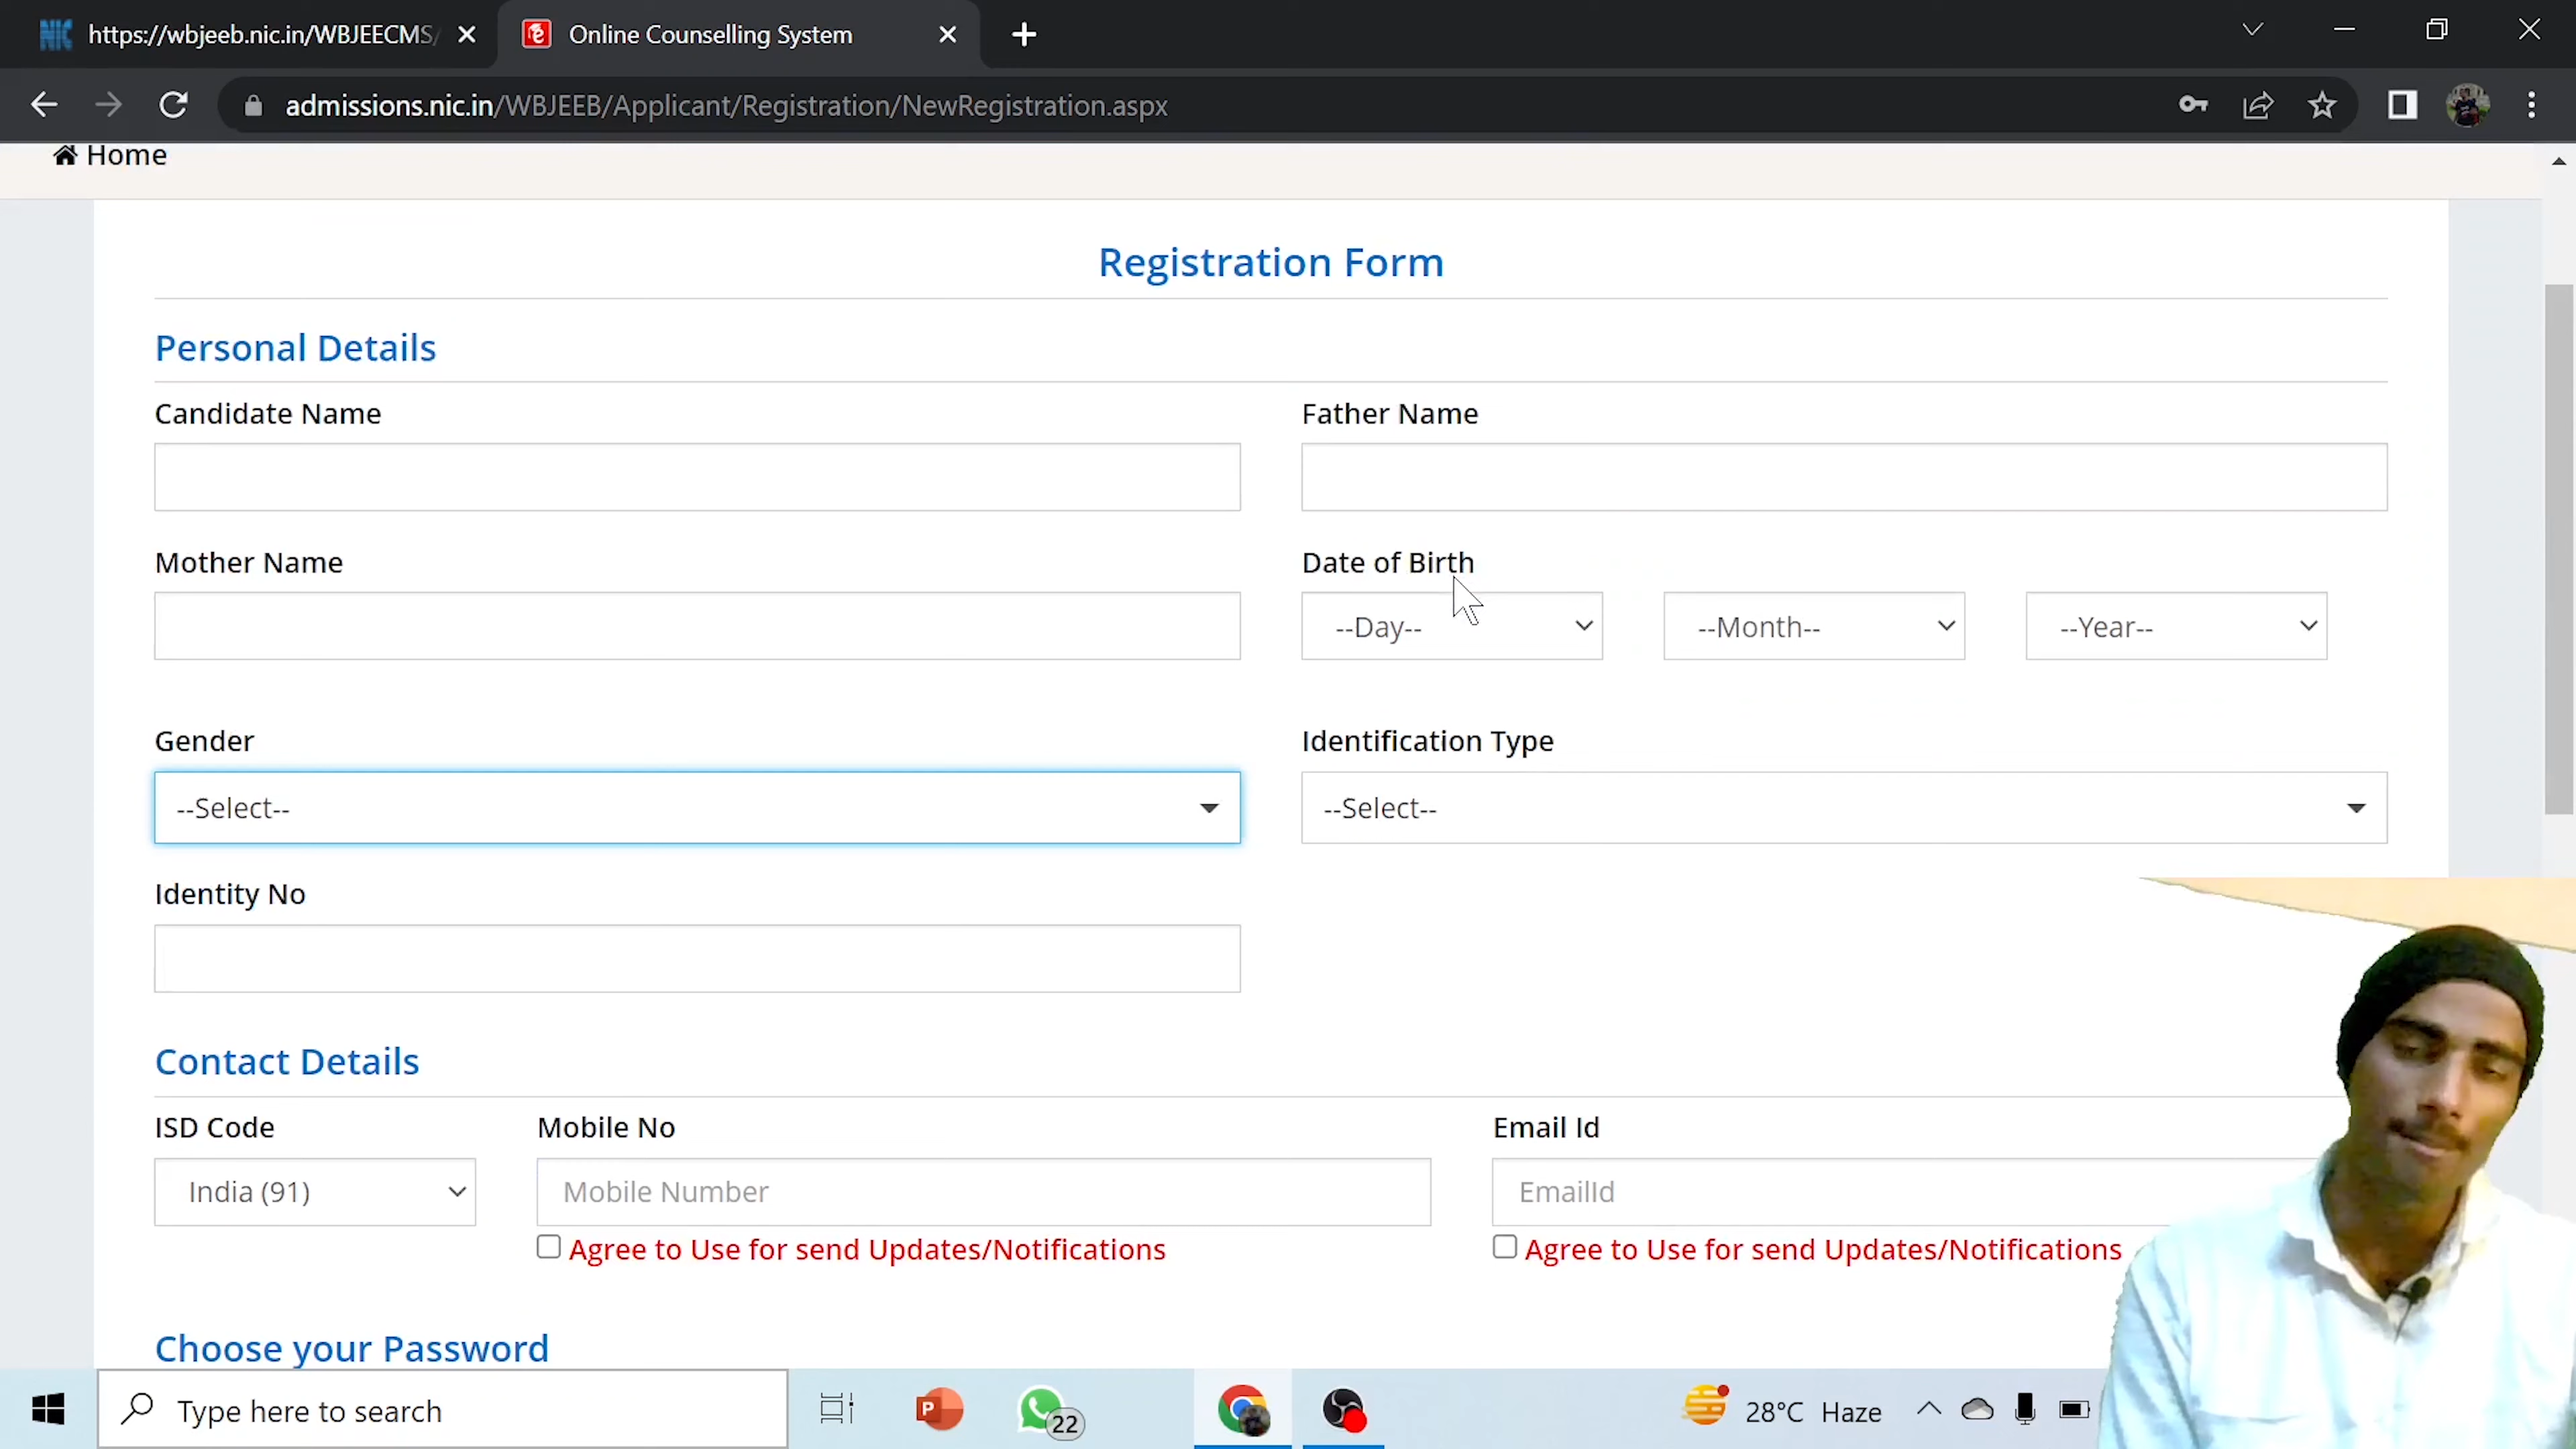 https://wbjeeb.nic.in/WBJEECMS/
Online Counselling System
admissions.nic.in/WBJEEB/Applicant/Registration/NewRegistration.aspx
Home
Registration Form
Personal Details
Candidate Name
Father Name
Mother Name
Date of Birth
--Day--
--Month--
--Year--
Gender
Identification Type
--Select--
--Select--
Identity No
Contact Details
ISD Code
Mobile No
Email Id
India (91)
Mobile Number
EmailId
Agree to Use for send Updates/Notifications
Agree to Use for send Updates/Notifications
Choose your Password
Type here to search
22
28°C Haze